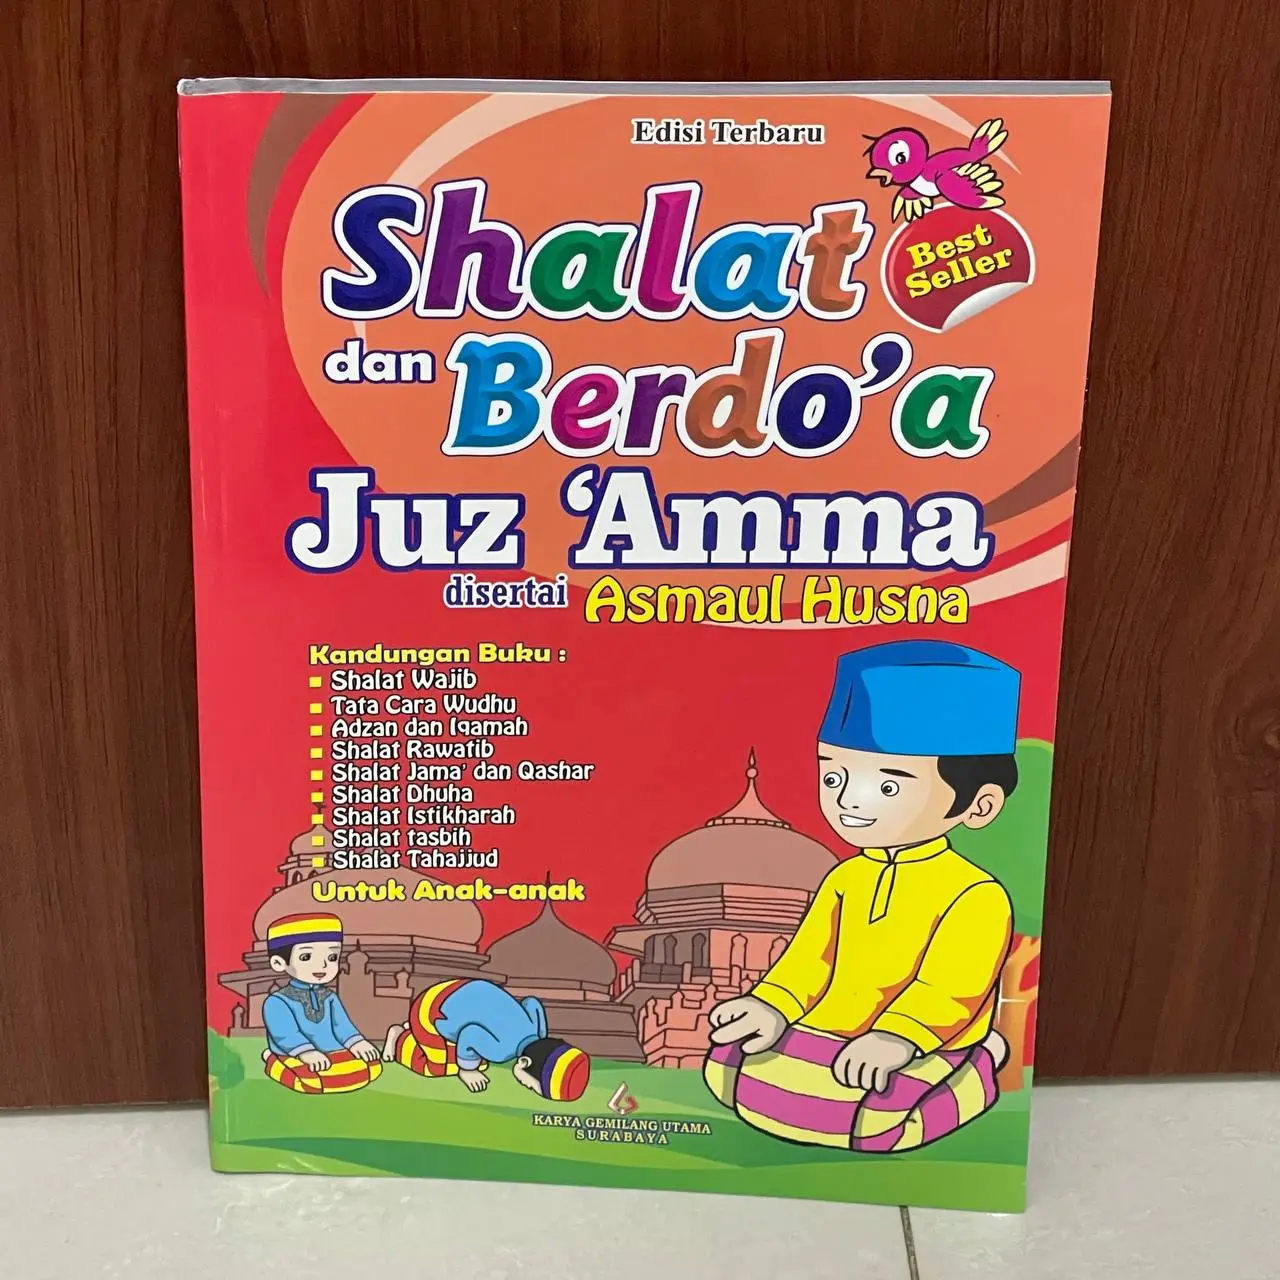 Edisi Terbaru
Shalat
Best
Seller
dan Berdo'a
Juz 'Amma
disertai Asmaul Husna
Kandungan Buku :
Shalat Wajib
Tata Cara Wudhu
Adzan dan Iqamah
Shalat Rawatib
Shalat Jama' dan Qashar
Shalat Dhuha
Shalat Istikharah
Shalat tasbih
Shalat Tahajjud
Untuk Anak-anak
KARYA GEMILANG UTAMA
SURABAYA